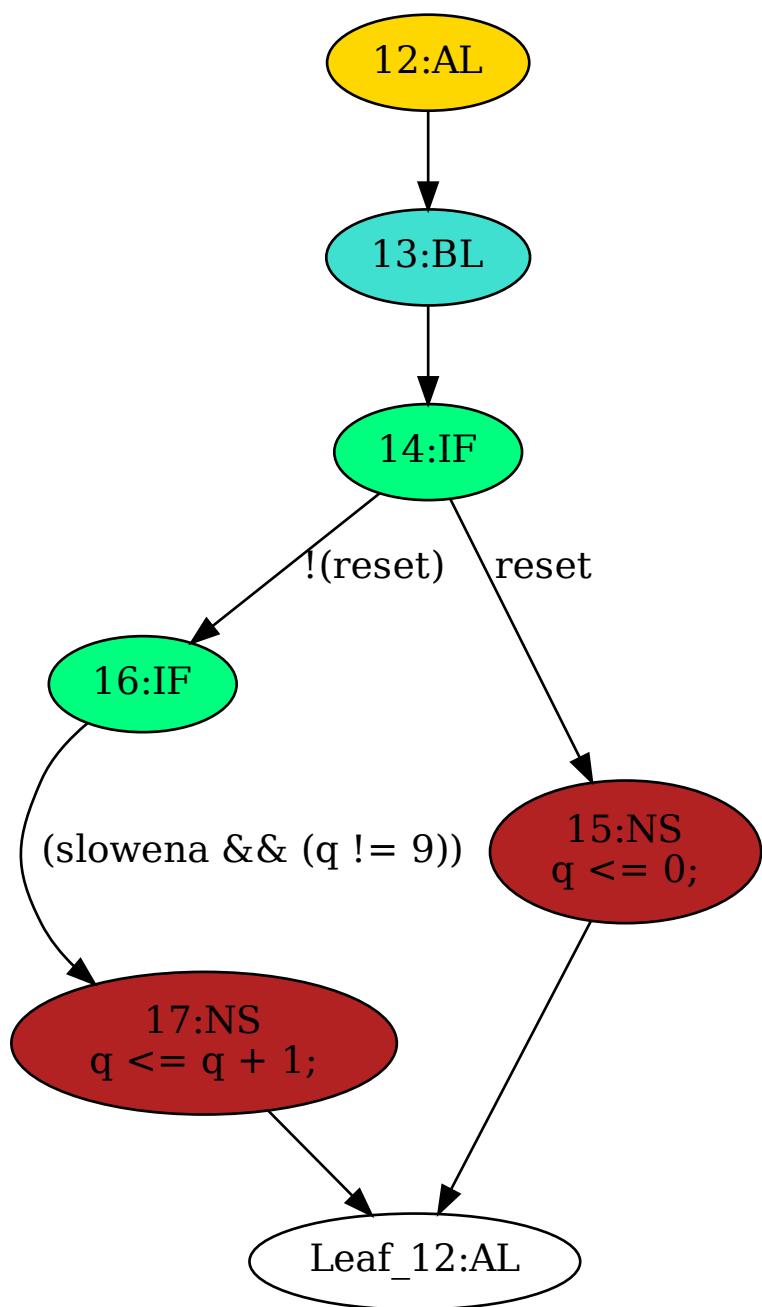 12:AL
13:BL
14:IF
!(reset)
reset
16:IF
15:NS
q <= 0;
(slowena && (q != 9))
17:NS
q <= q + 1;
Leaf_12:AL